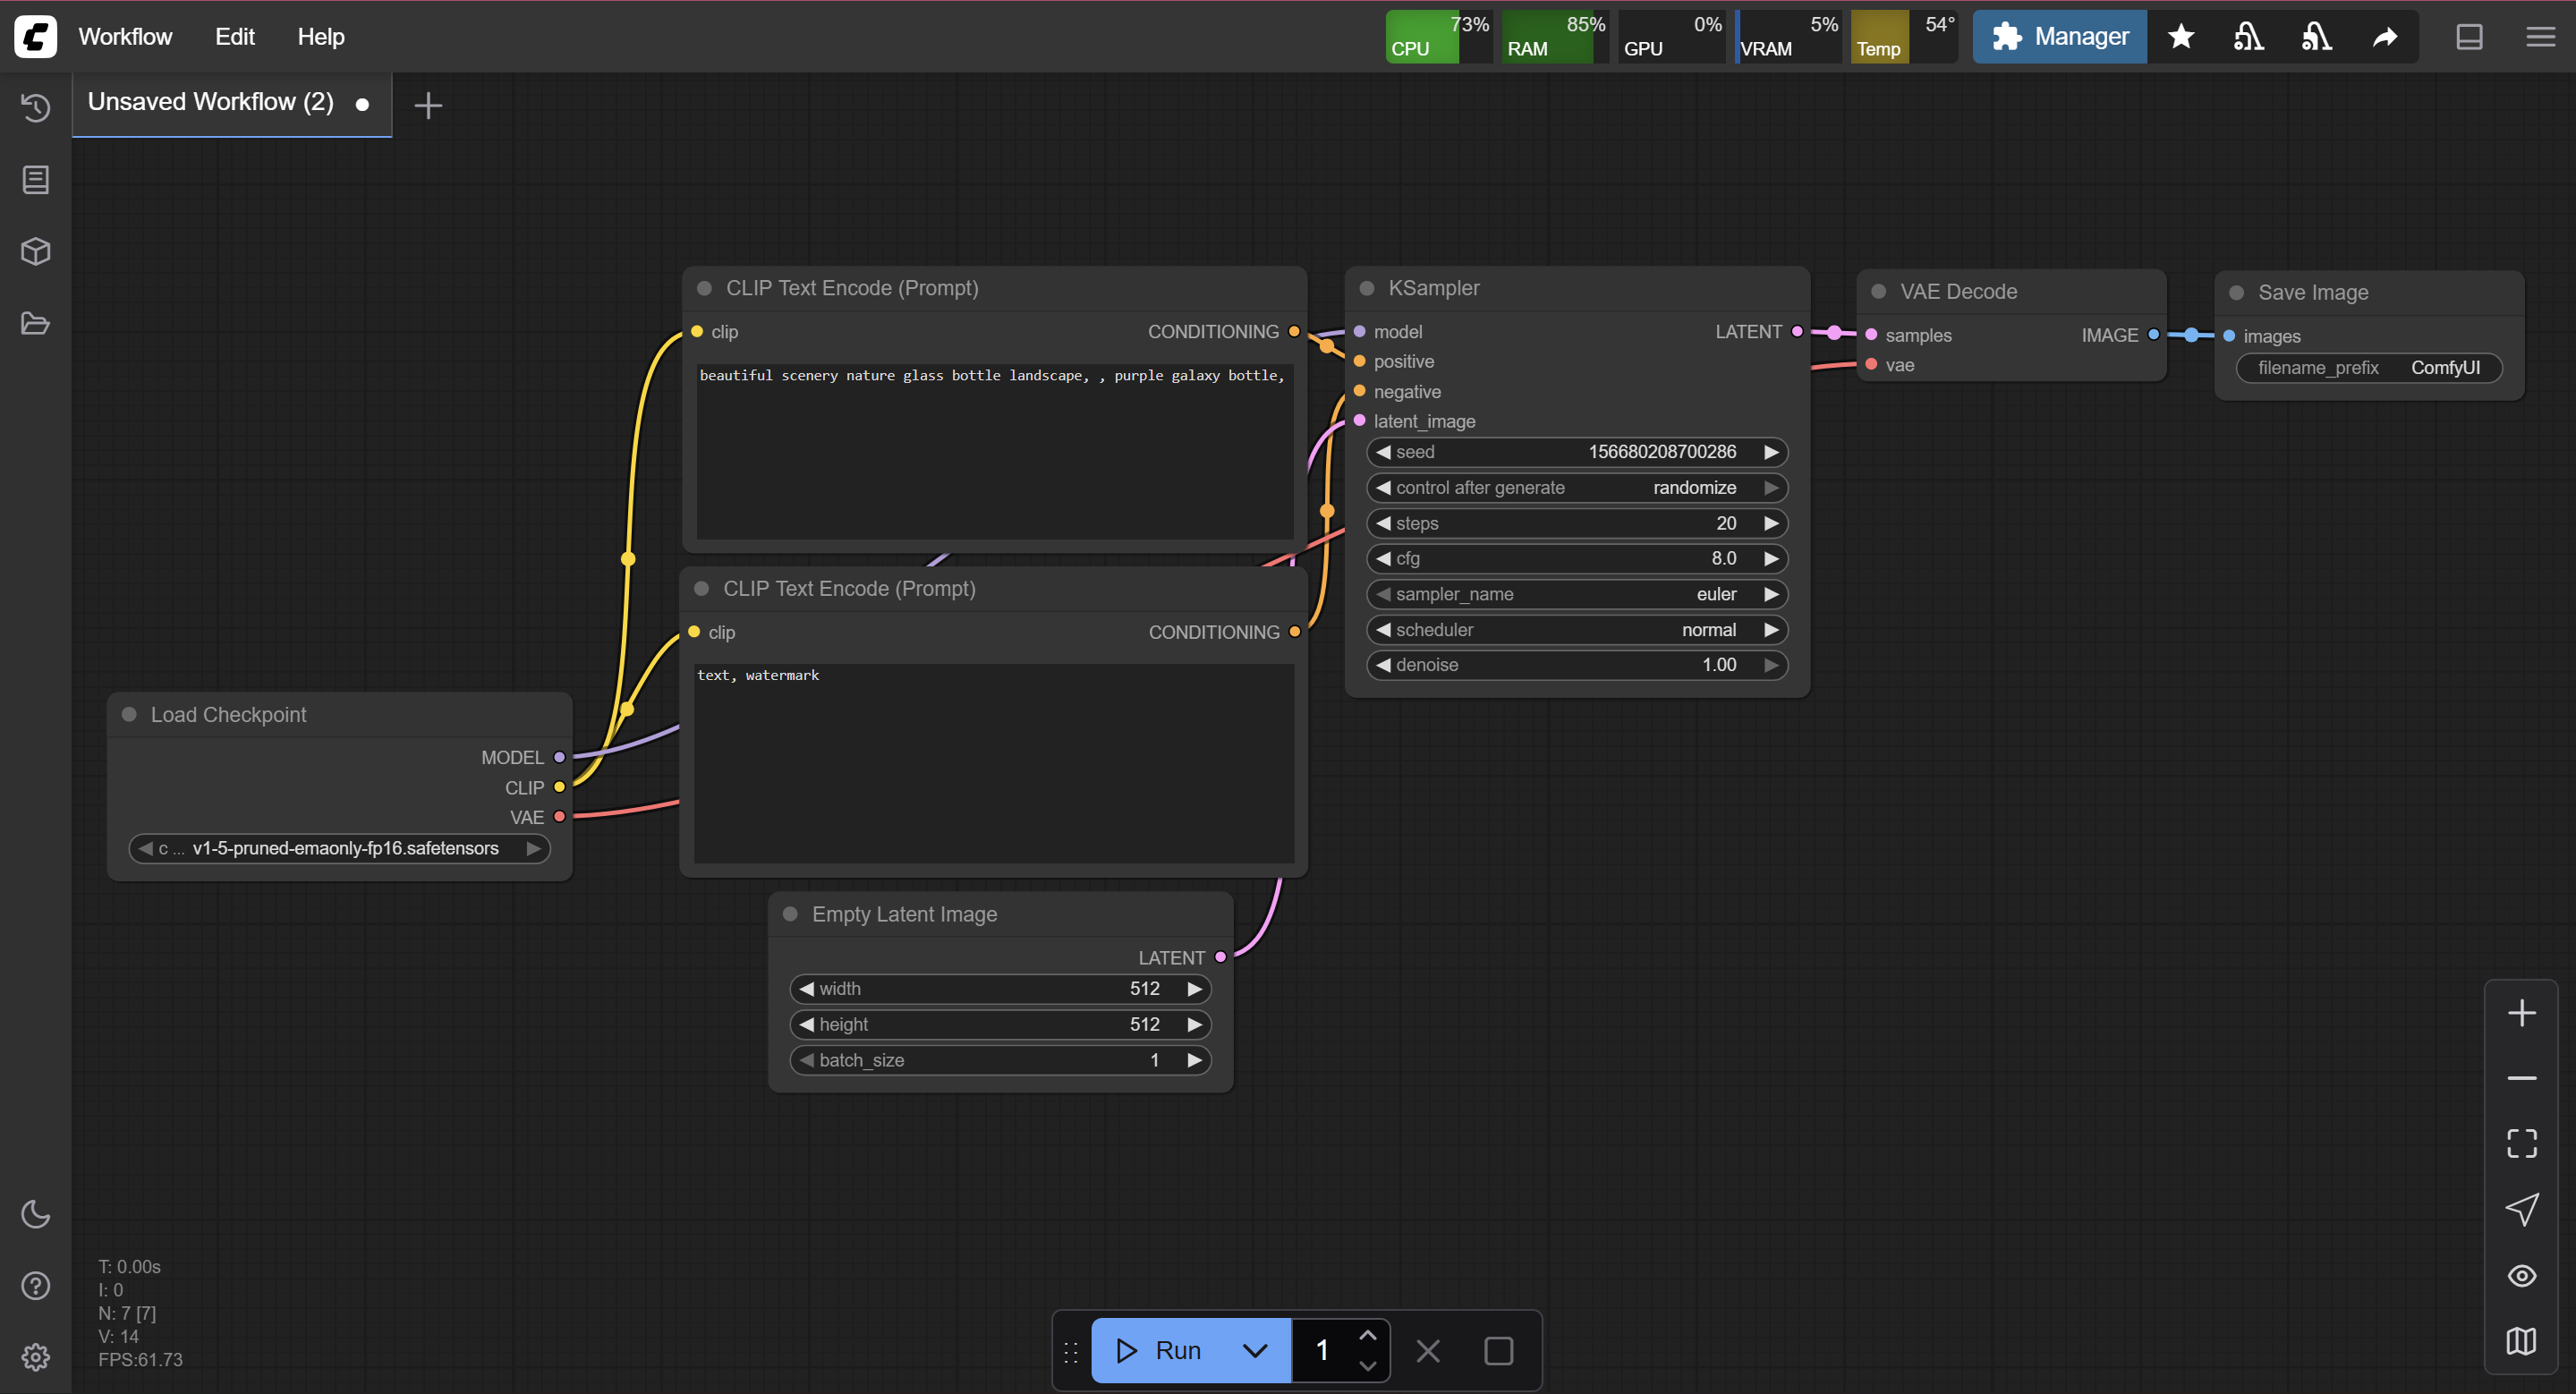 Workflow Edit Help
73% CPU
85% RAM
0% GPU
5% VRAM
54° Temp
Manager
Unsaved Workflow (2)
CLIP Text Encode (Prompt)
clip CONDITIONING
beautiful scenery nature glass bottle landscape, , purple galaxy bottle,
KSampler
model LATENT
positive
negative
latent_image
seed 156680208700286
control after generate randomize
steps 20
cfg 8.0
sampler_name euler
scheduler normal
denoise 1.00
VAE Decode
samples IMAGE
vae
Save Image
images
filename_prefix ComfyUI
CLIP Text Encode (Prompt)
clip CONDITIONING
text, watermark
Load Checkpoint
MODEL
CLIP
VAE
c ... v1-5-pruned-emaonly-fp16.safetensors
Empty Latent Image
LATENT
width 512
height 512
batch_size 1
T: 0.00s
I: 0
N: 7 [7]
V: 14
FPS:61.73
Run 1